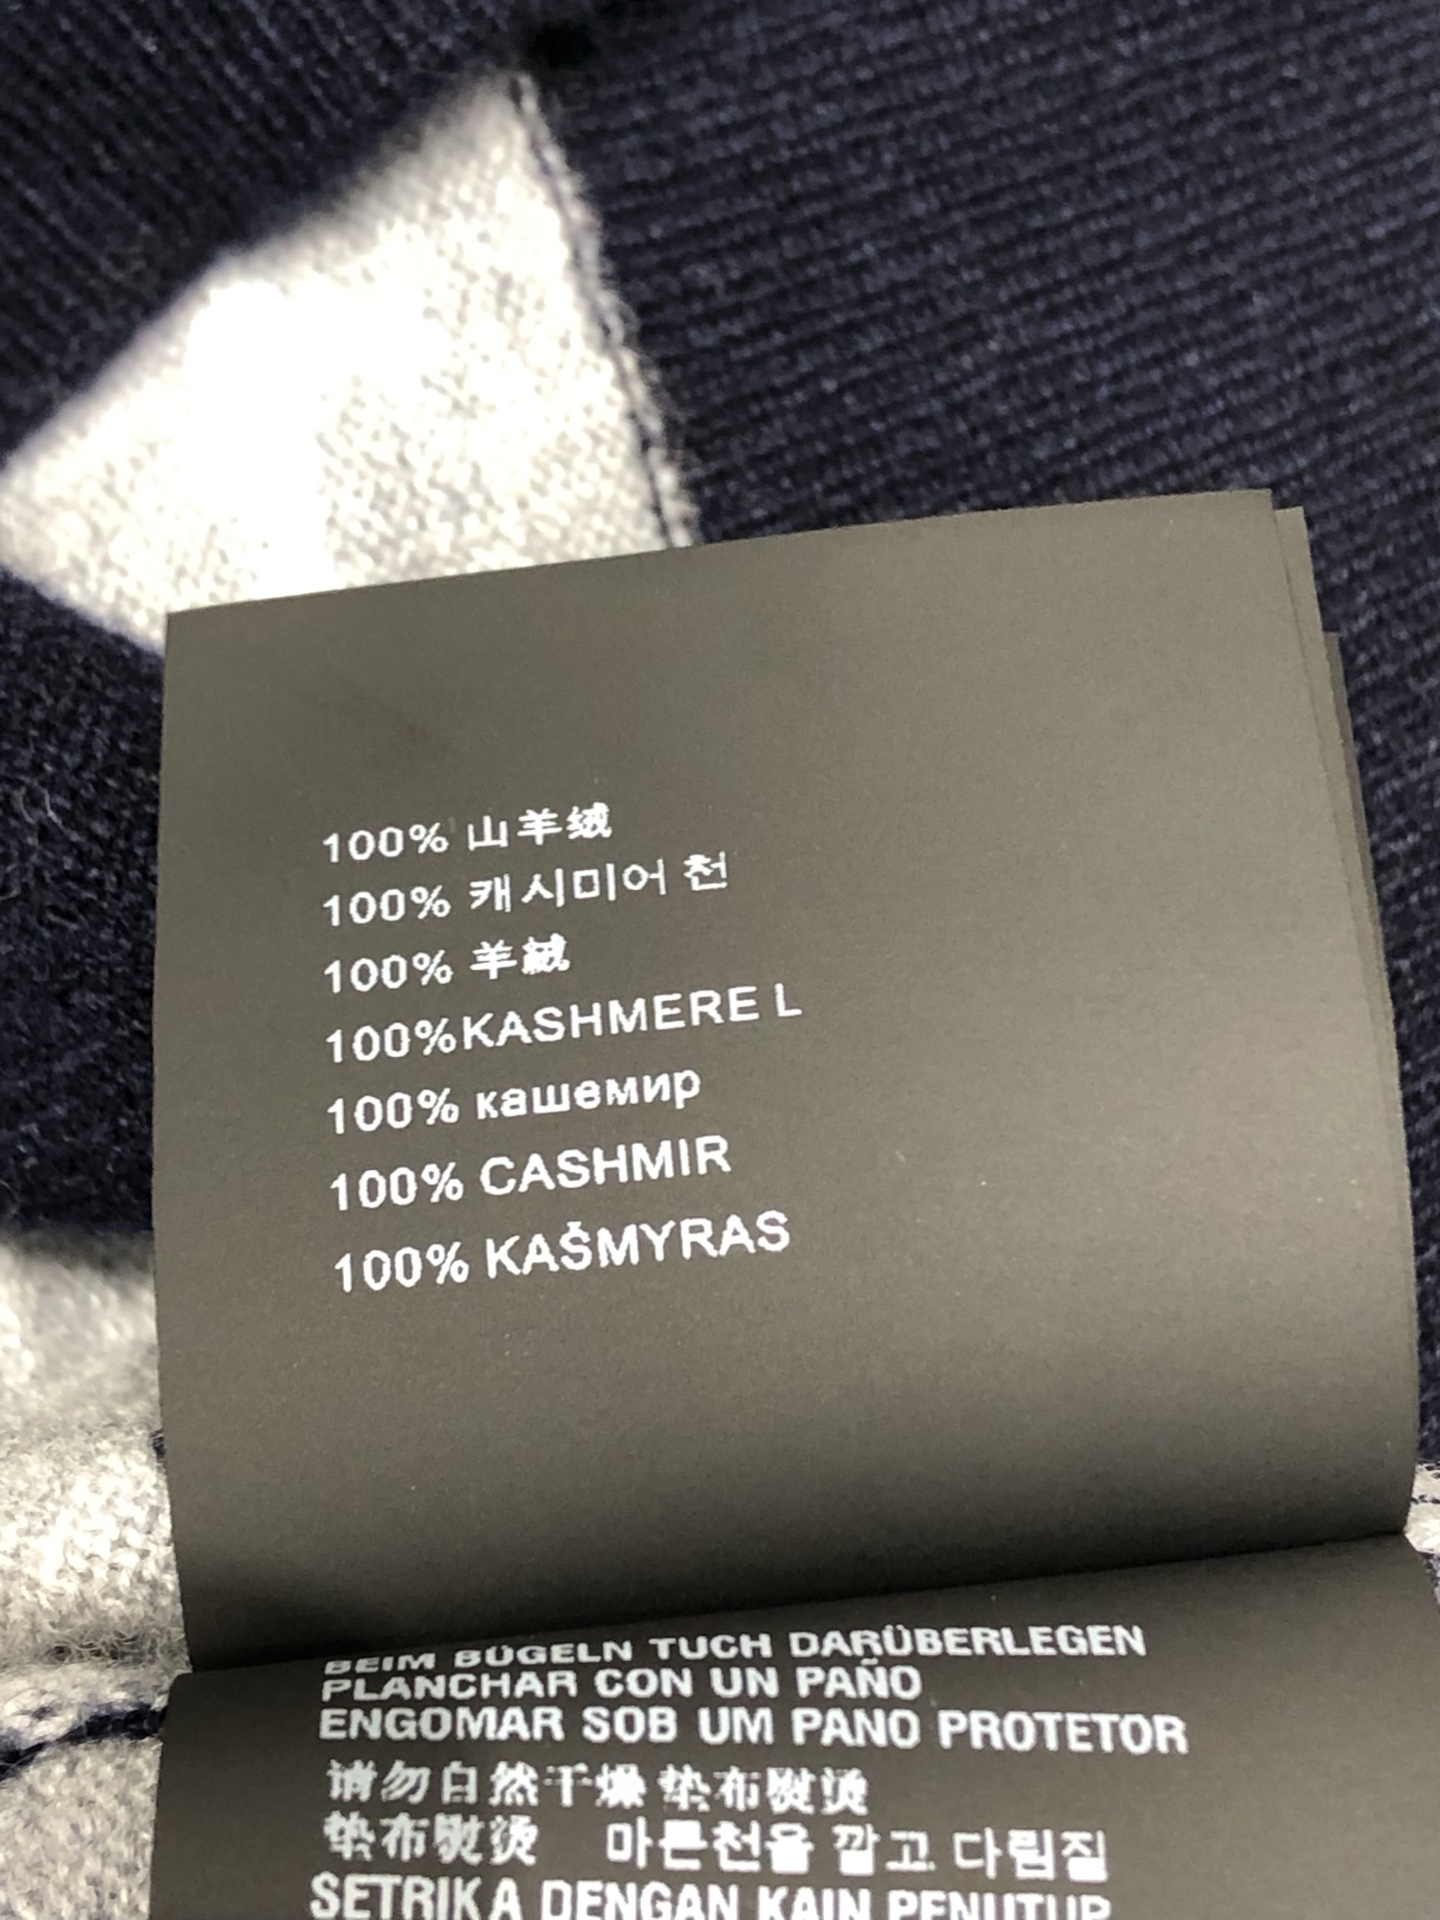 100% 山羊绒
100% 캐시미어 천
100% 羊絨
100%KASHMERE L
100% кашемир
100% CASHMIR
100% KAŠMYRAS
BEIM BÜGELN TUCH DARÜBERLEGEN
PLANCHAR CON UN PAÑO
ENGOMAR SOB UM PANO PROTETOR
请勿自然干燥 垫布熨烫
垫布熨烫 마른천을 깔고 다림질
SETRIKA DENGAN KAIN PENUTUP